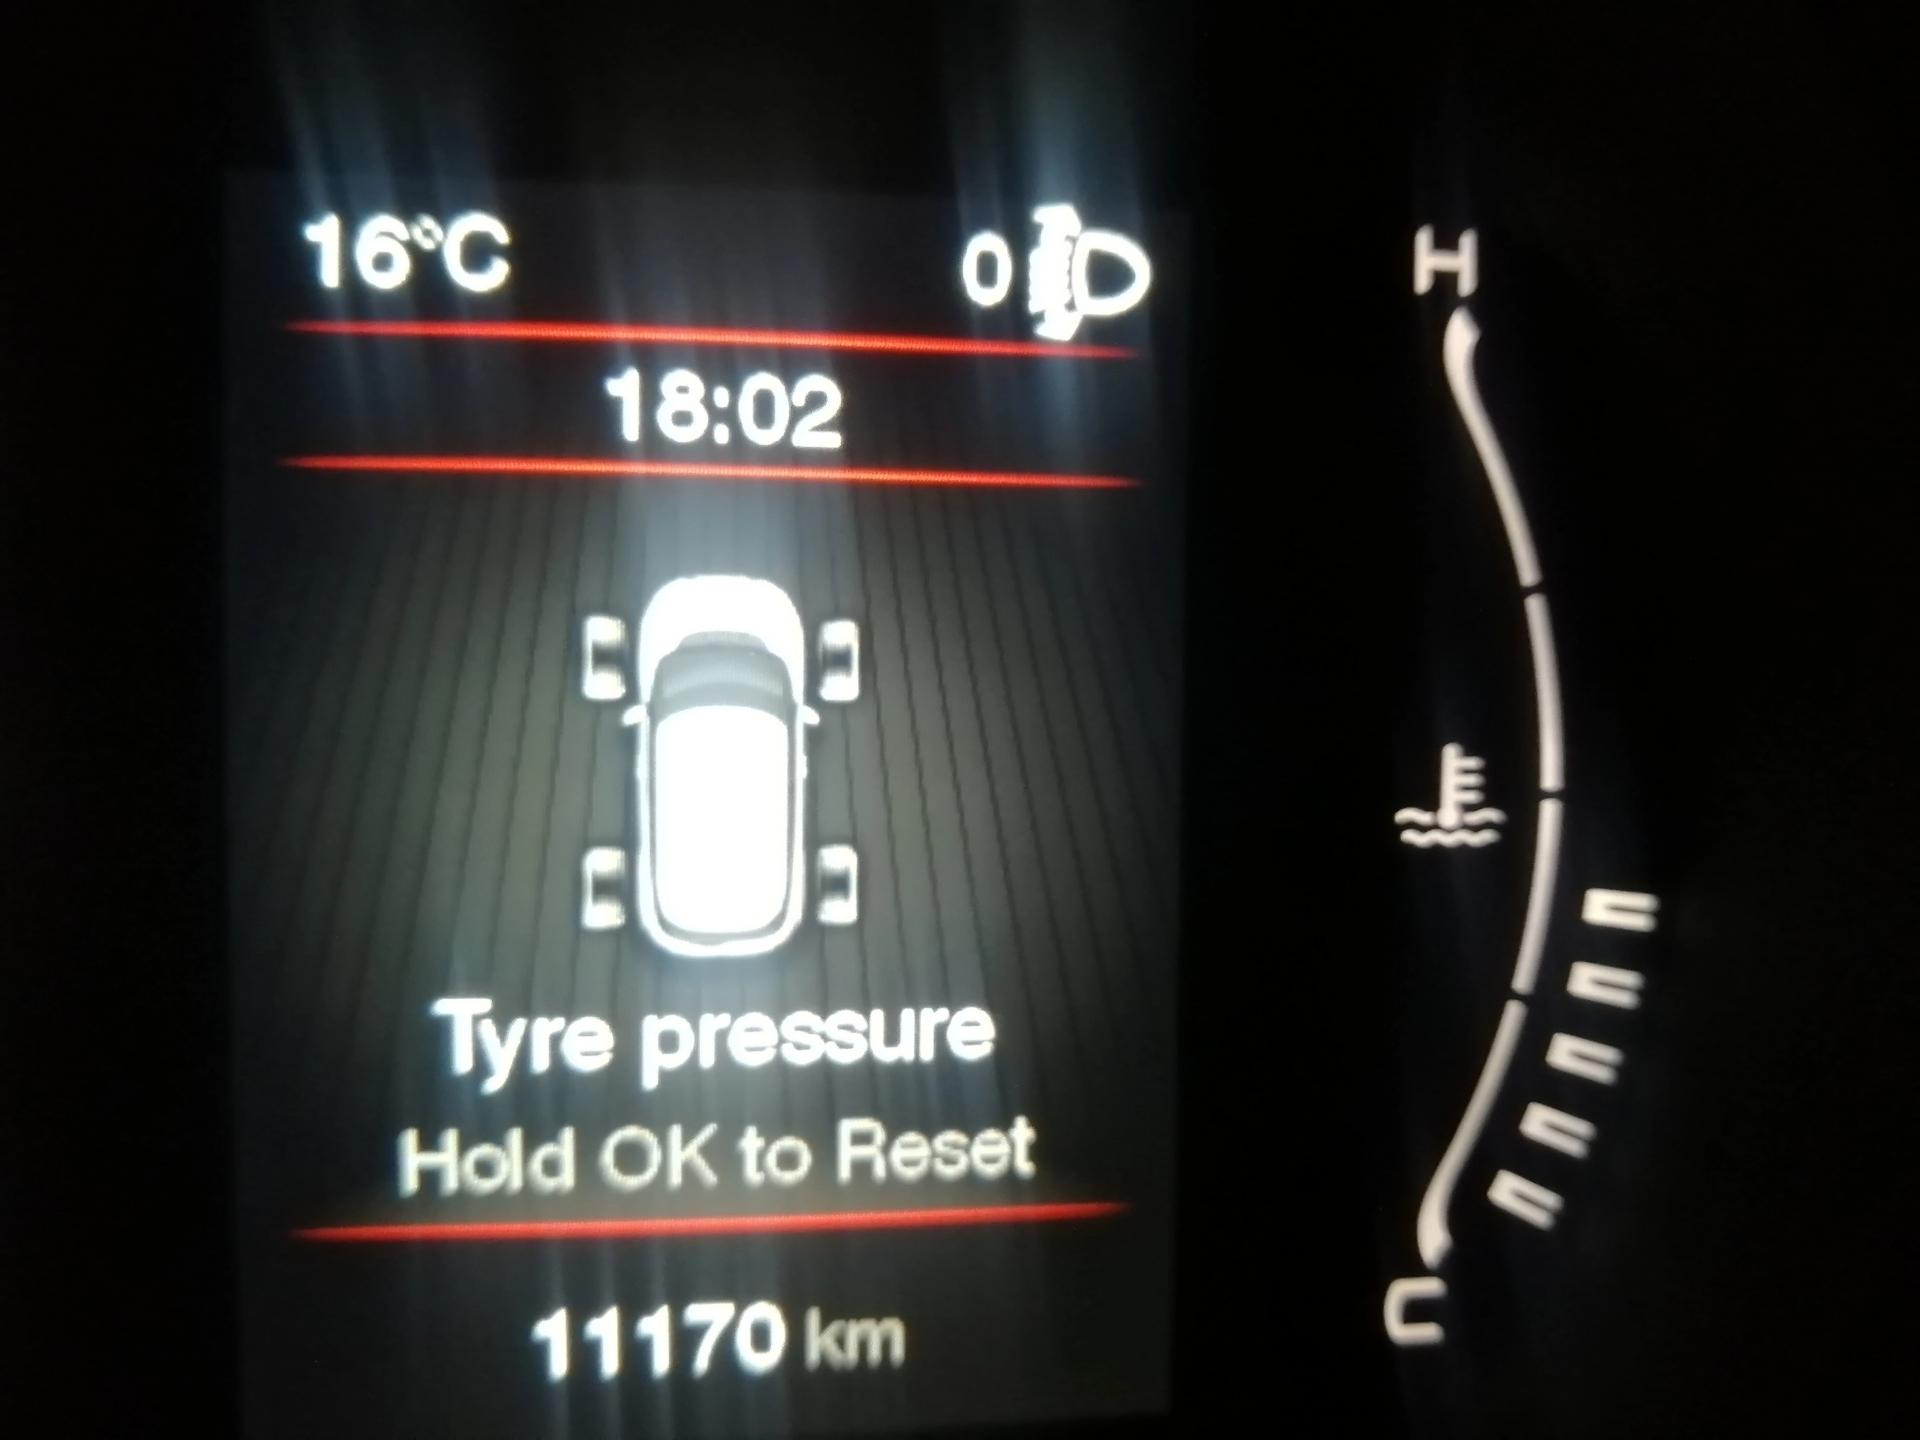 16°C 0
18:02
Tyre pressure
Hold OK to Reset
11170 km
H
C